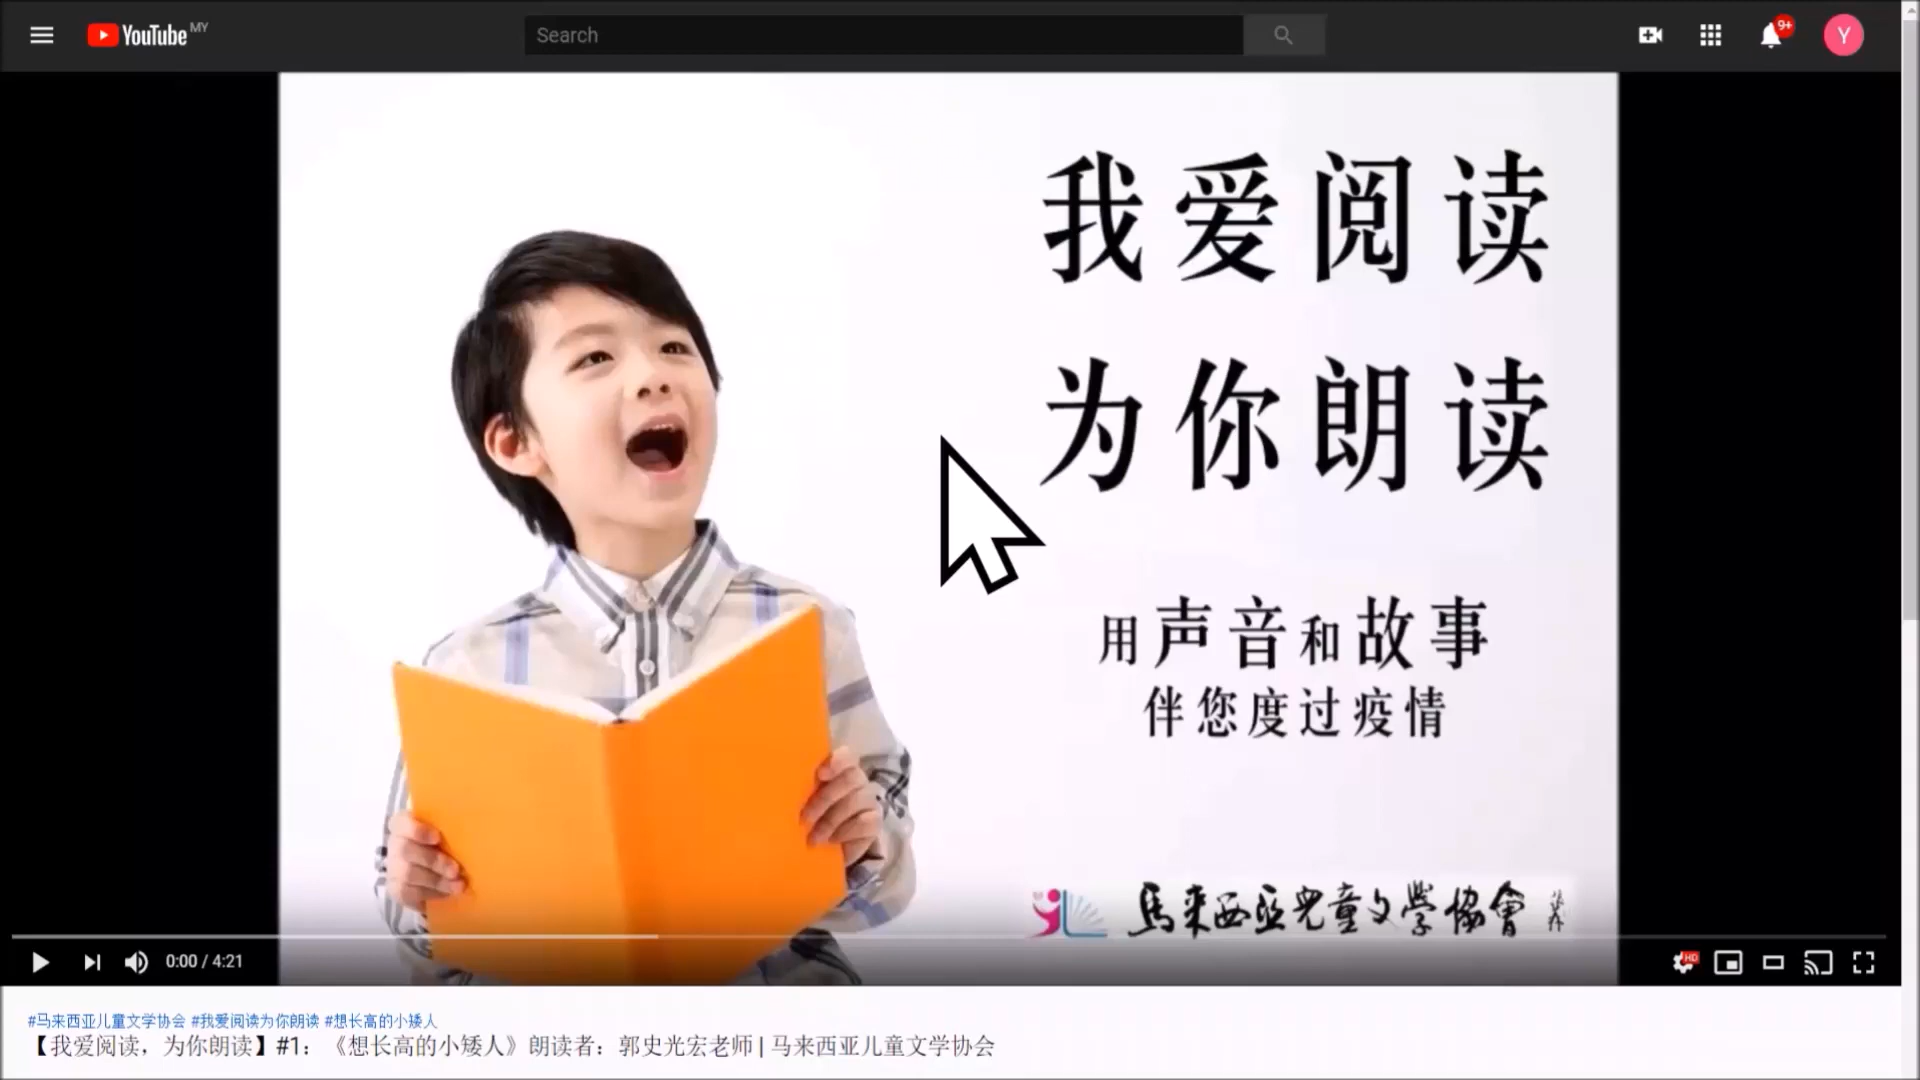 YouTube MY
Search
9+
Y
我爱阅读
为你朗读
用声音和故事
伴您度过疫情
馬来西亞兒童文學協會
0:00 / 4:21
HD
#马来西亚儿童文学协会 #我爱阅读为你朗读 #想长高的小矮人
【我爱阅读，为你朗读】#1：《想长高的小矮人》朗读者：郭史光宏老师 | 马来西亚儿童文学协会